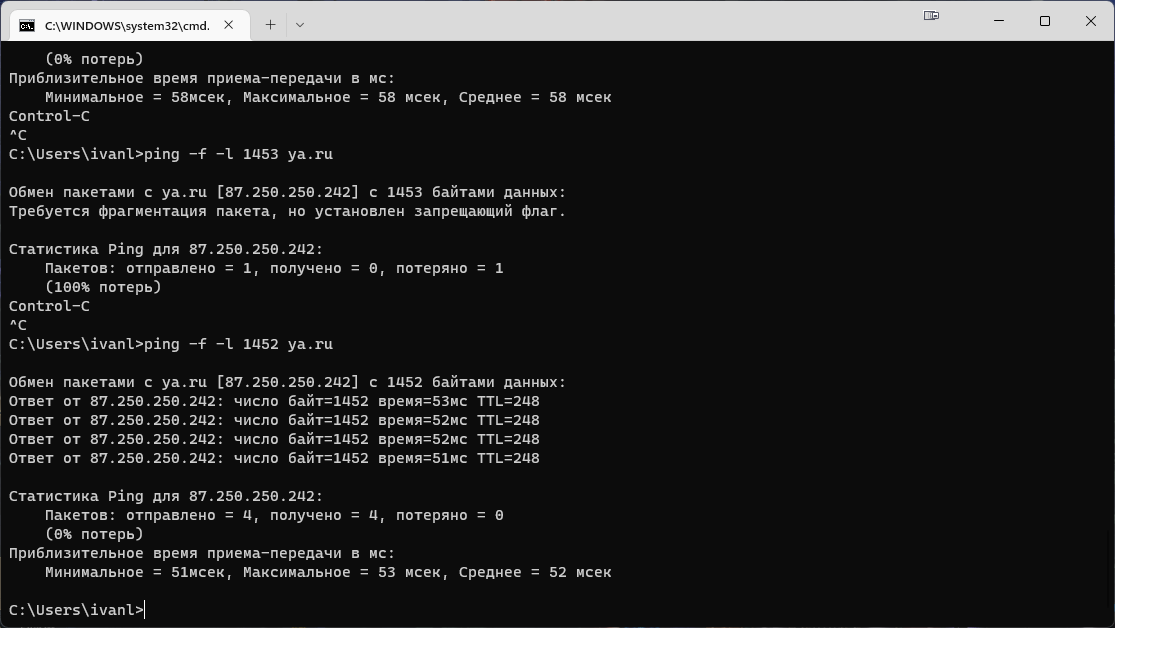 C:\WINDOWS\system32\cmd.
(0% потерь)
Приблизительное время приема-передачи в мс:
Минимальное = 58мсек, Максимальное = 58 мсек, Среднее = 58 мсек
Control-C
^C
C:\Users\ivanl>ping -f -l 1453 ya.ru
Обмен пакетами с ya.ru [87.250.250.242] с 1453 байтами данных:
Требуется фрагментация пакета, но установлен запрещающий флаг.
Статистика Ping для 87.250.250.242:
Пакетов: отправлено = 1, получено = 0, потеряно = 1
(100% потерь)
Control-C
^C
C:\Users\ivanl>ping -f -l 1452 ya.ru
Обмен пакетами с ya.ru [87.250.250.242] с 1452 байтами данных:
Ответ от 87.250.250.242: число байт=1452 время=53мс TTL=248
Ответ от 87.250.250.242: число байт=1452 время=52мс TTL=248
Ответ от 87.250.250.242: число байт=1452 время=52мс TTL=248
Ответ от 87.250.250.242: число байт=1452 время=51мс TTL=248
Статистика Ping для 87.250.250.242:
Пакетов: отправлено = 4, получено = 4, потеряно = 0
(0% потерь)
Приблизительное время приема-передачи в мс:
Минимальное = 51мсек, Максимальное = 53 мсек, Среднее = 52 мсек
C:\Users\ivanl>